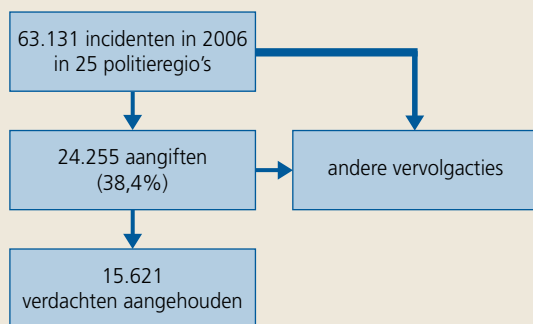 63.131 incidenten in 2006
in 25 politieregio’s
24.255 aangiften
(38,4%)
andere vervolgacties
15.621
verdachten aangehouden